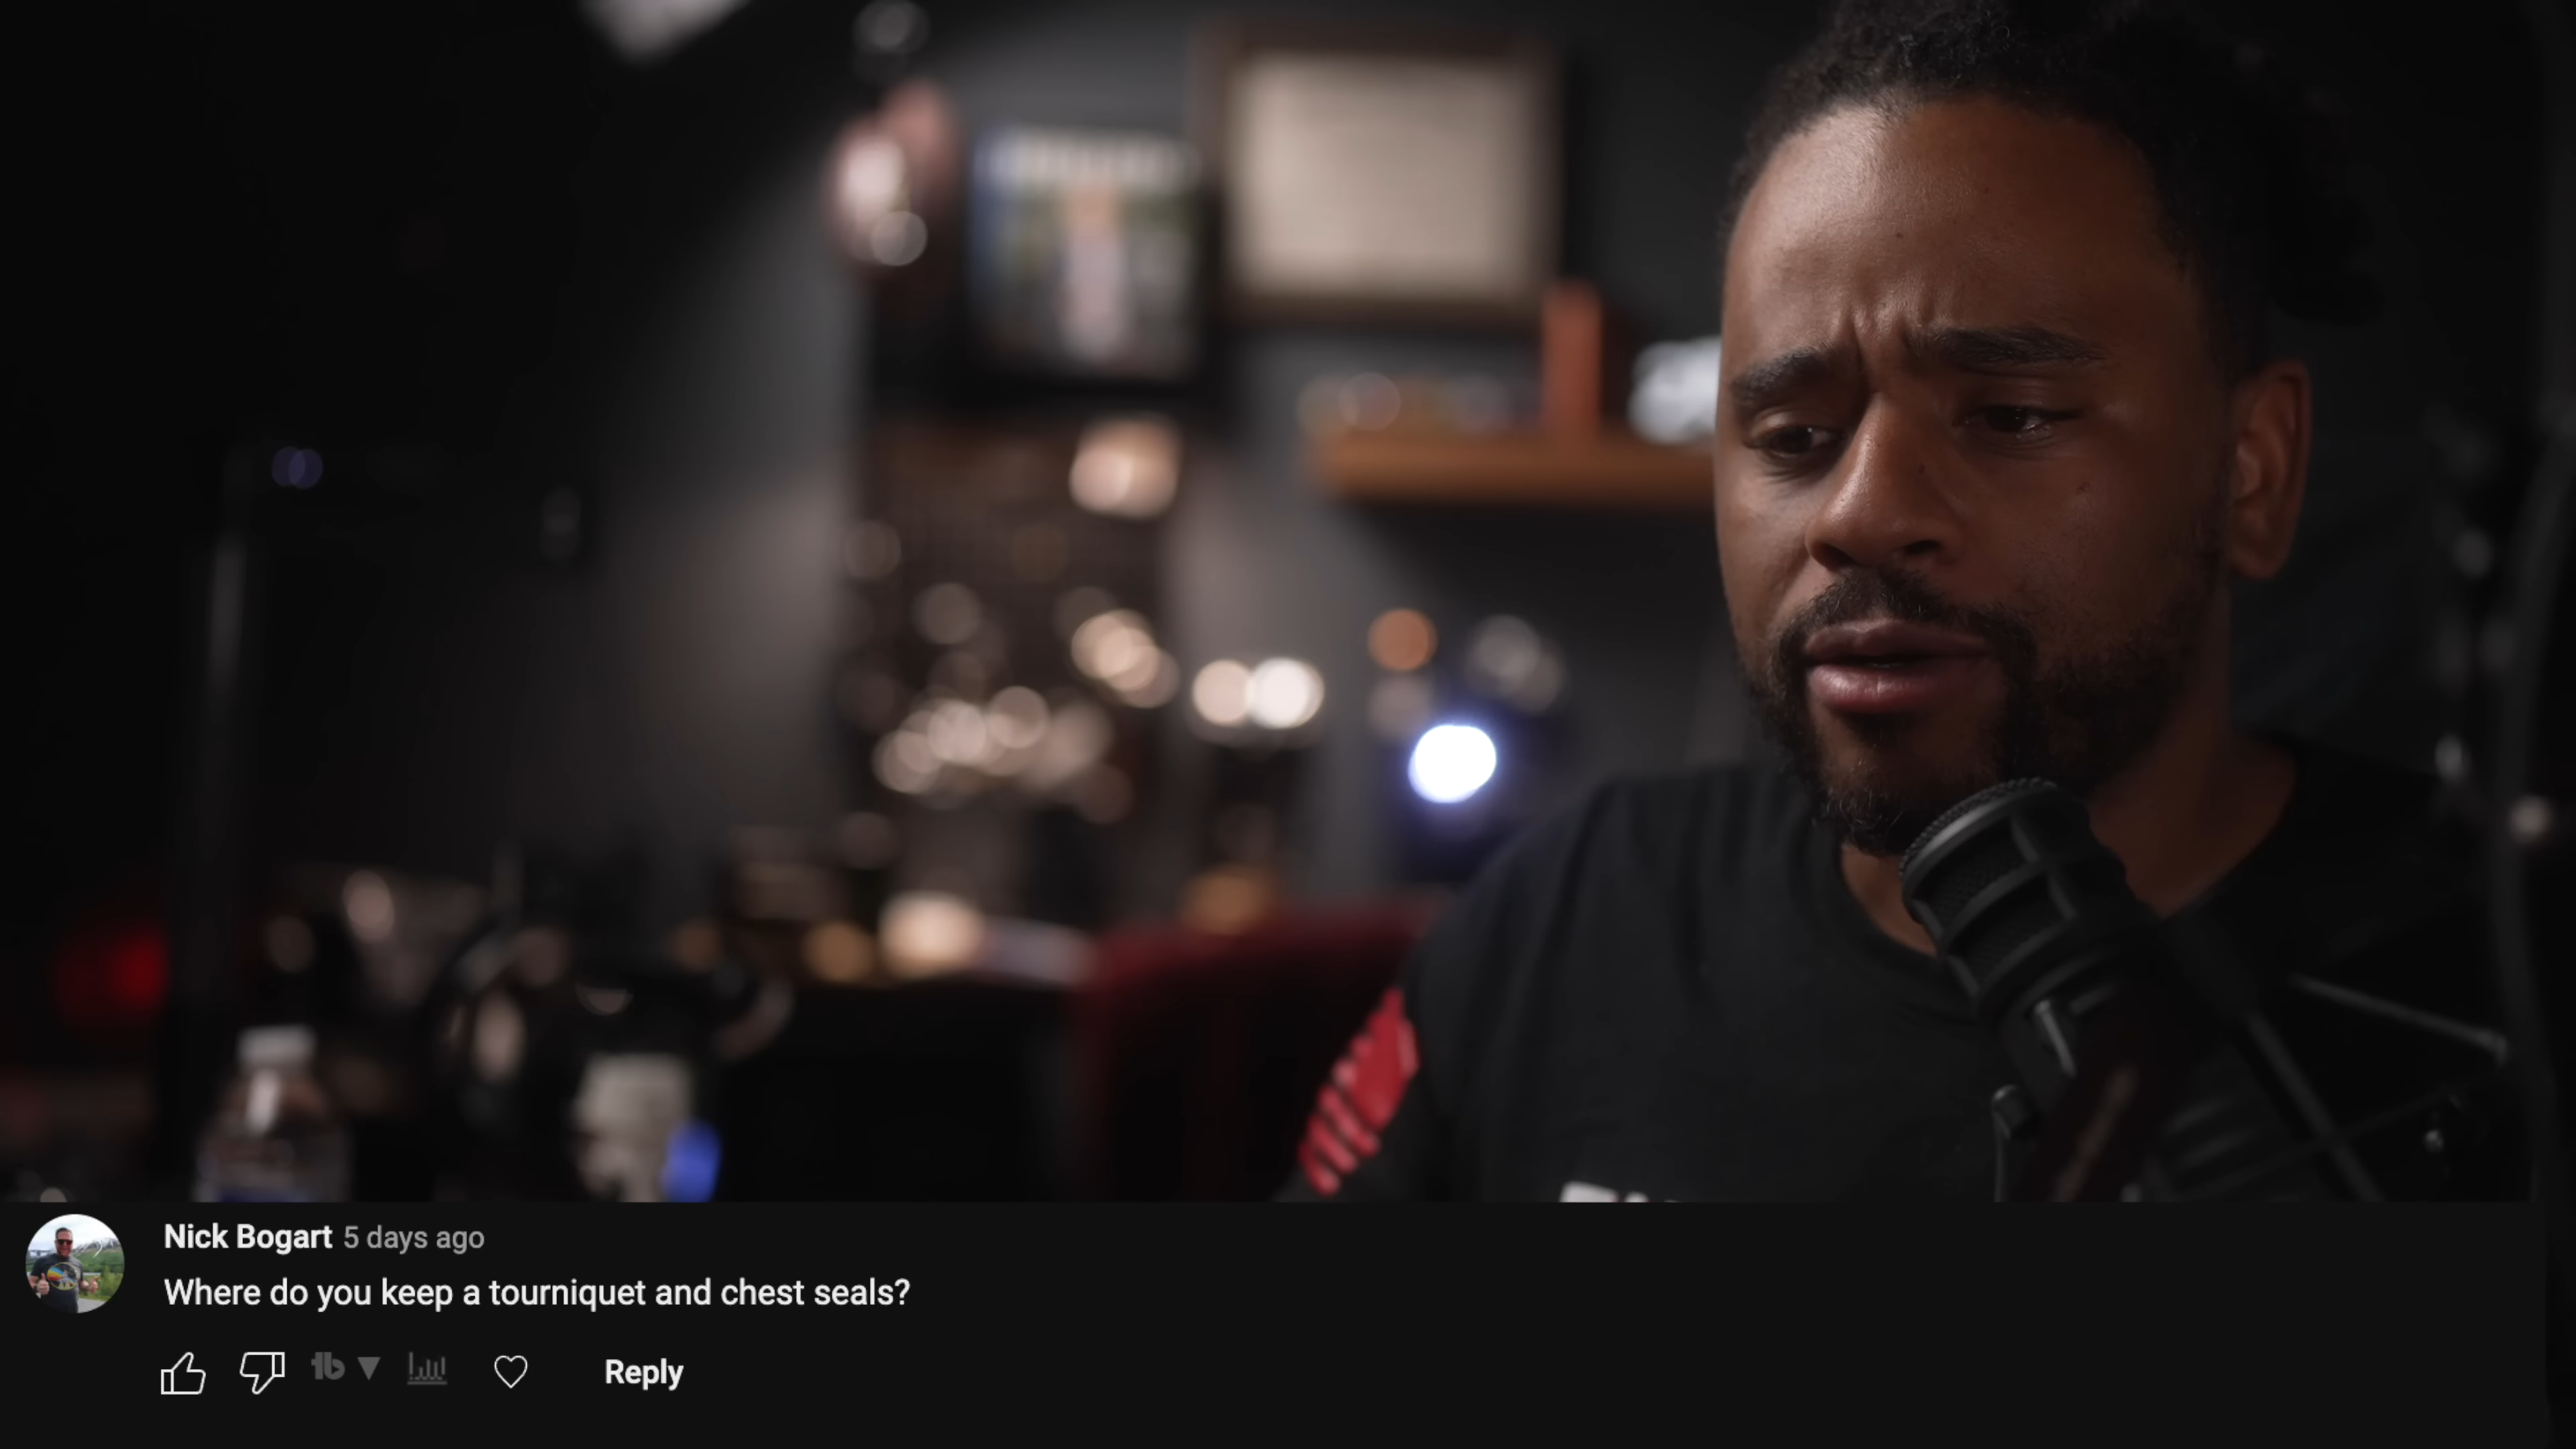 Nick Bogart 5 days ago
Where do you keep a tourniquet and chest seals?
Reply